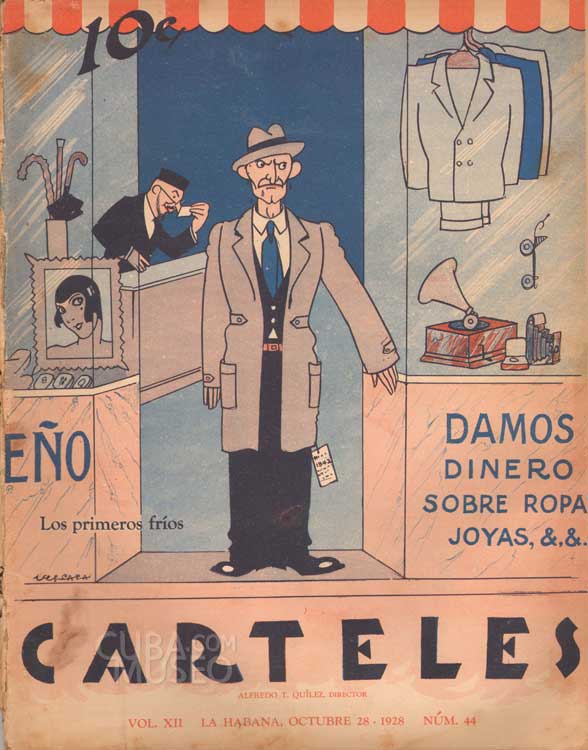 10¢
EÑO
DAMOS
DINERO
SOBRE ROPA
JOYAS, &,&.
Los primeros fríos
CARTELES
CUBA.com
MUSEO
ALFREDO T. QUÍLEZ, DIRECTOR
VOL. XII LA HABANA, OCTUBRE 28 - 1928 NÚM. 44